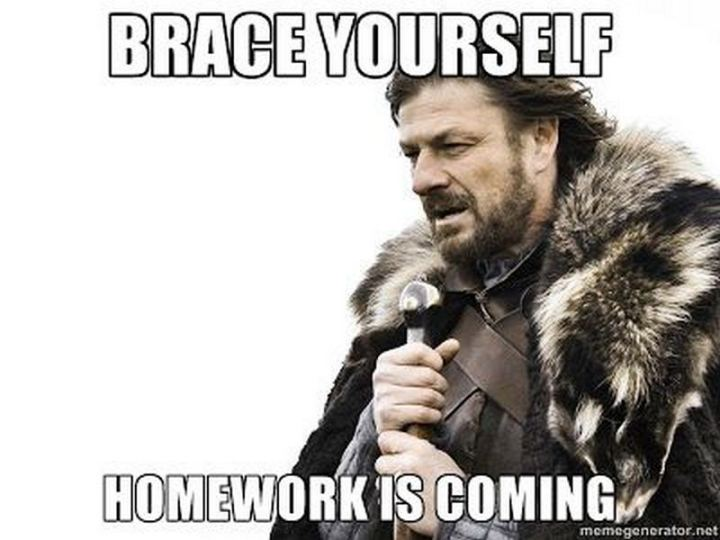 BRACE YOURSELF
HOMEWORK IS COMING
memegenerator.net